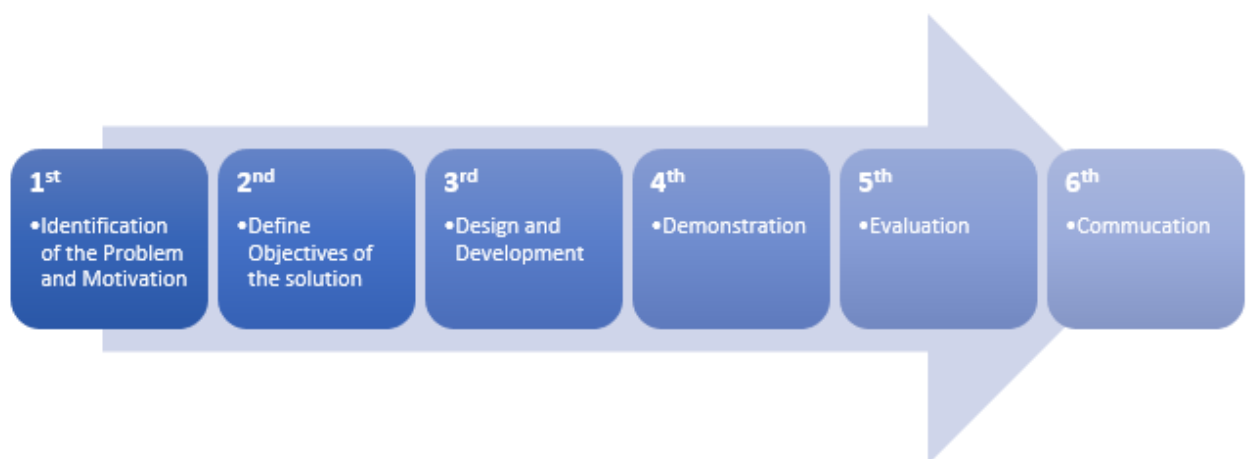 1st
•Identification
of the Problem
and Motivation
2nd
•Define
Objectives of
the solution
3rd
•Design and
Development
4th
•Demonstration
5th
•Evaluation
6th
•Commucation